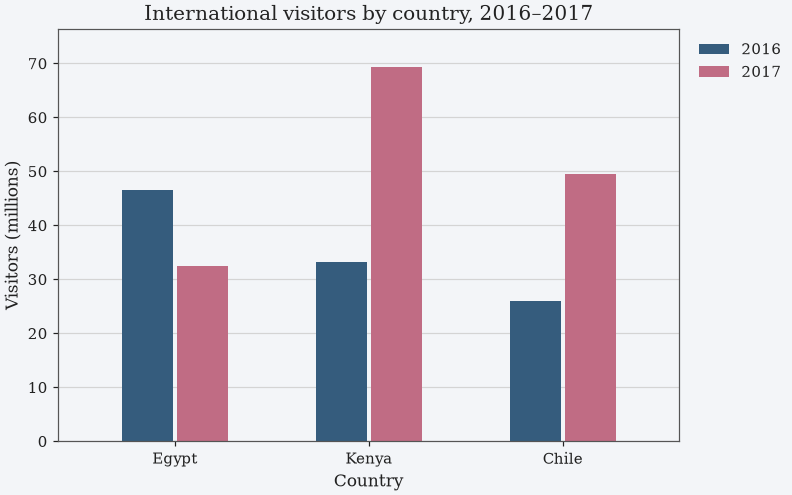 International visitors by country, 2016–2017
2016
2017
Visitors (millions)
70
60
50
40
30
20
10
0
Egypt
Kenya
Chile
Country